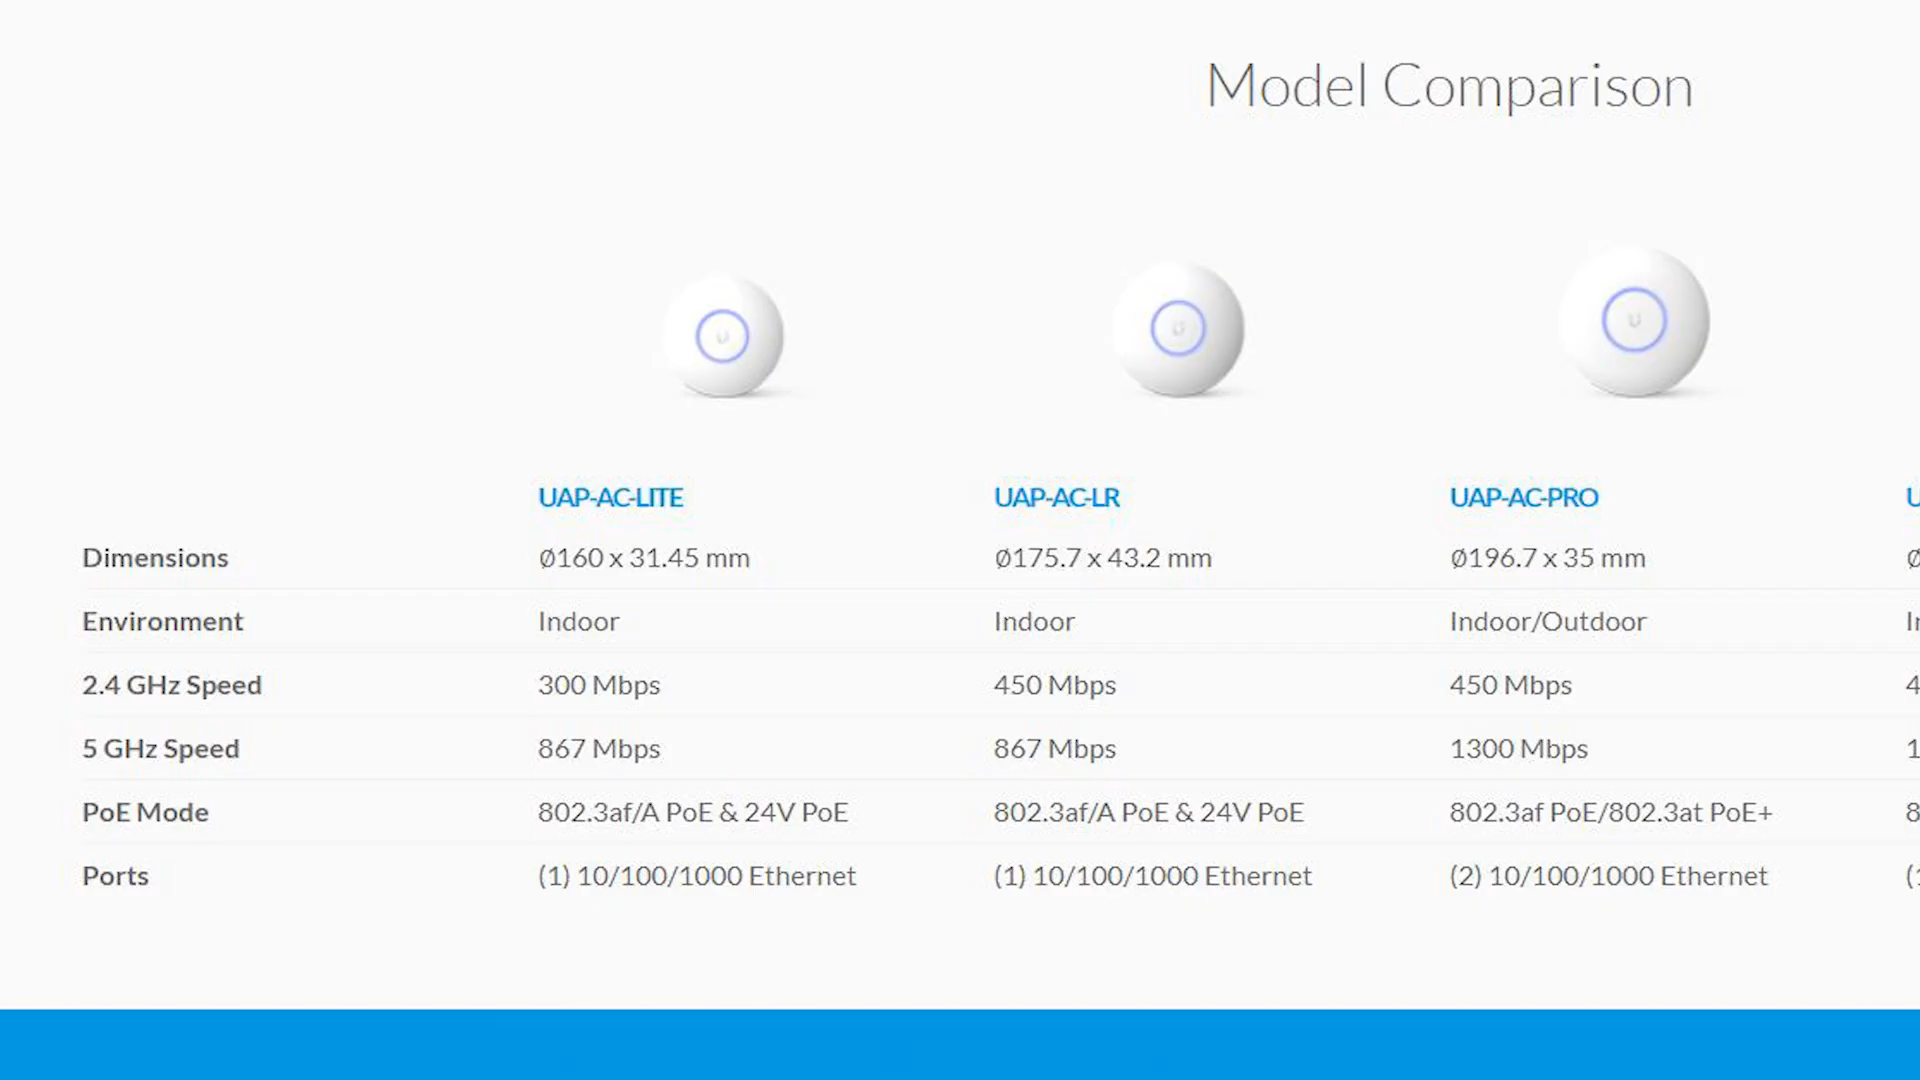 Model Comparison
UAP-AC-LITE UAP-AC-LR UAP-AC-PRO
Dimensions Ø160 x 31.45 mm Ø175.7 x 43.2 mm Ø196.7 x 35 mm
Environment Indoor Indoor Indoor/Outdoor
2.4 GHz Speed 300 Mbps 450 Mbps 450 Mbps
5 GHz Speed 867 Mbps 867 Mbps 1300 Mbps
PoE Mode 802.3af/A PoE & 24V PoE 802.3af/A PoE & 24V PoE 802.3af PoE/802.3at PoE+
Ports (1) 10/100/1000 Ethernet (1) 10/100/1000 Ethernet (2) 10/100/1000 Ethernet